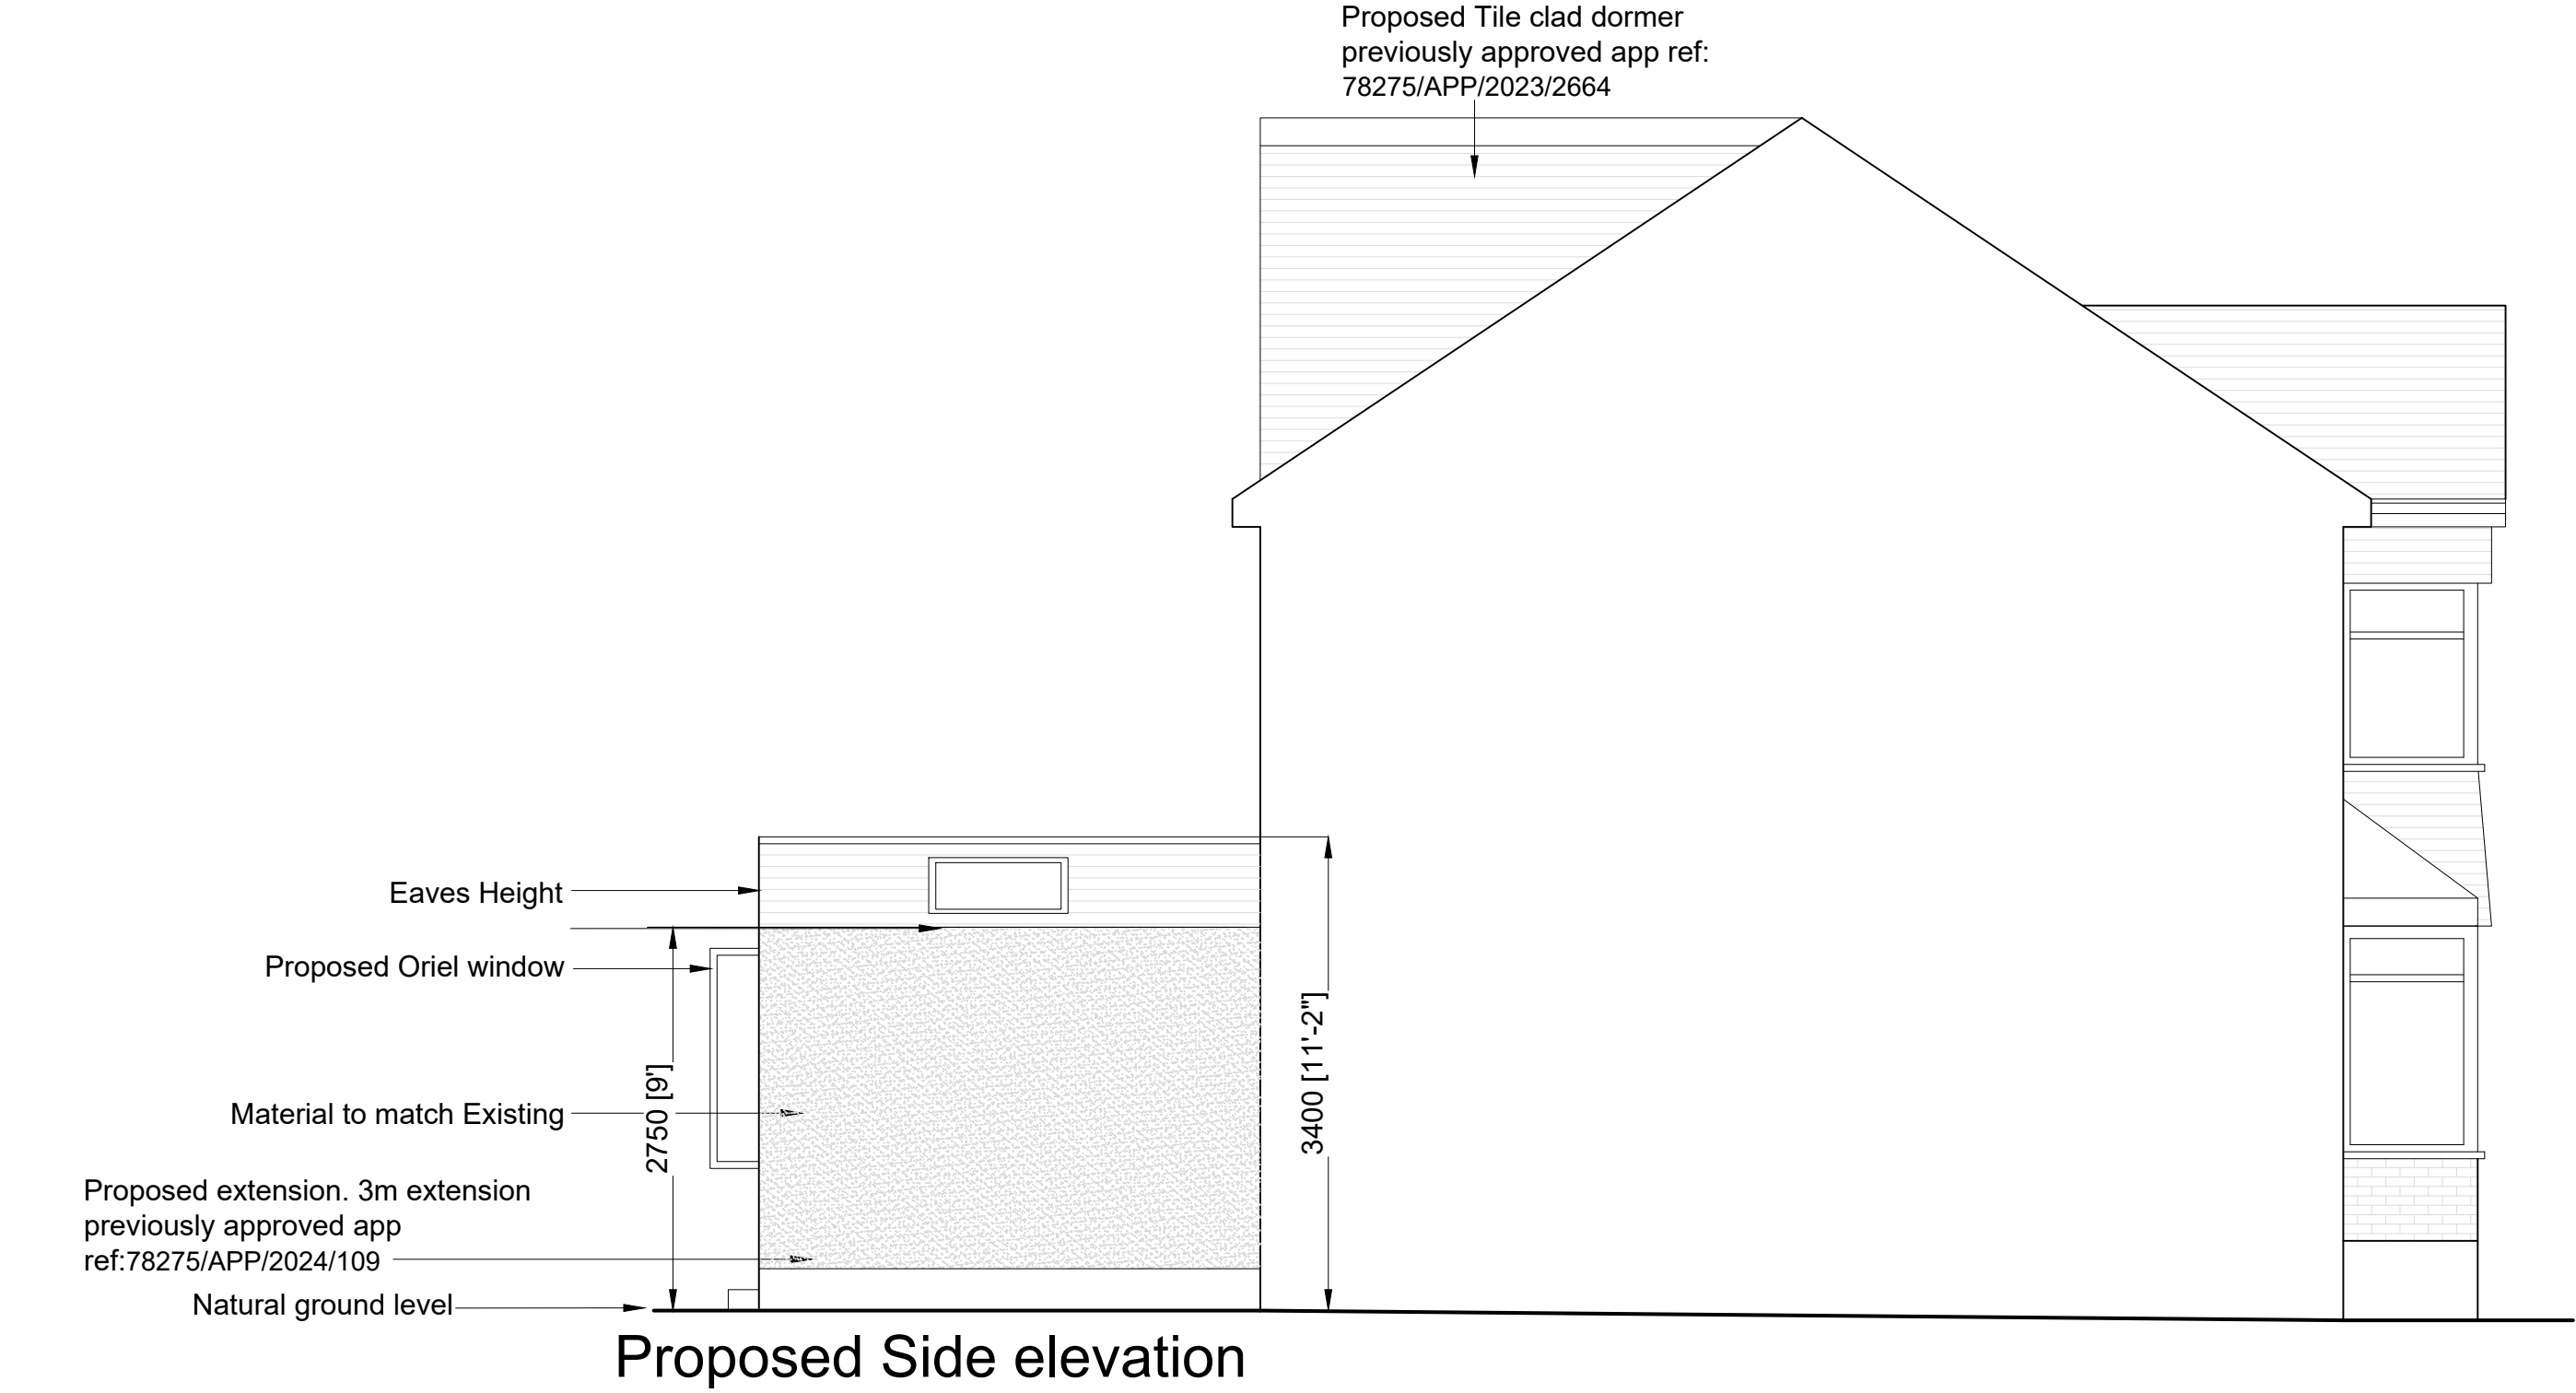 Proposed Tile clad dormer
previously approved app ref:
78275/APP/2023/2664
Eaves Height
Proposed Oriel window
Material to match Existing
2750 [9']
3400 [11'-2"]
Proposed extension. 3m extension
previously approved app
ref:78275/APP/2024/109
Natural ground level
Proposed Side elevation